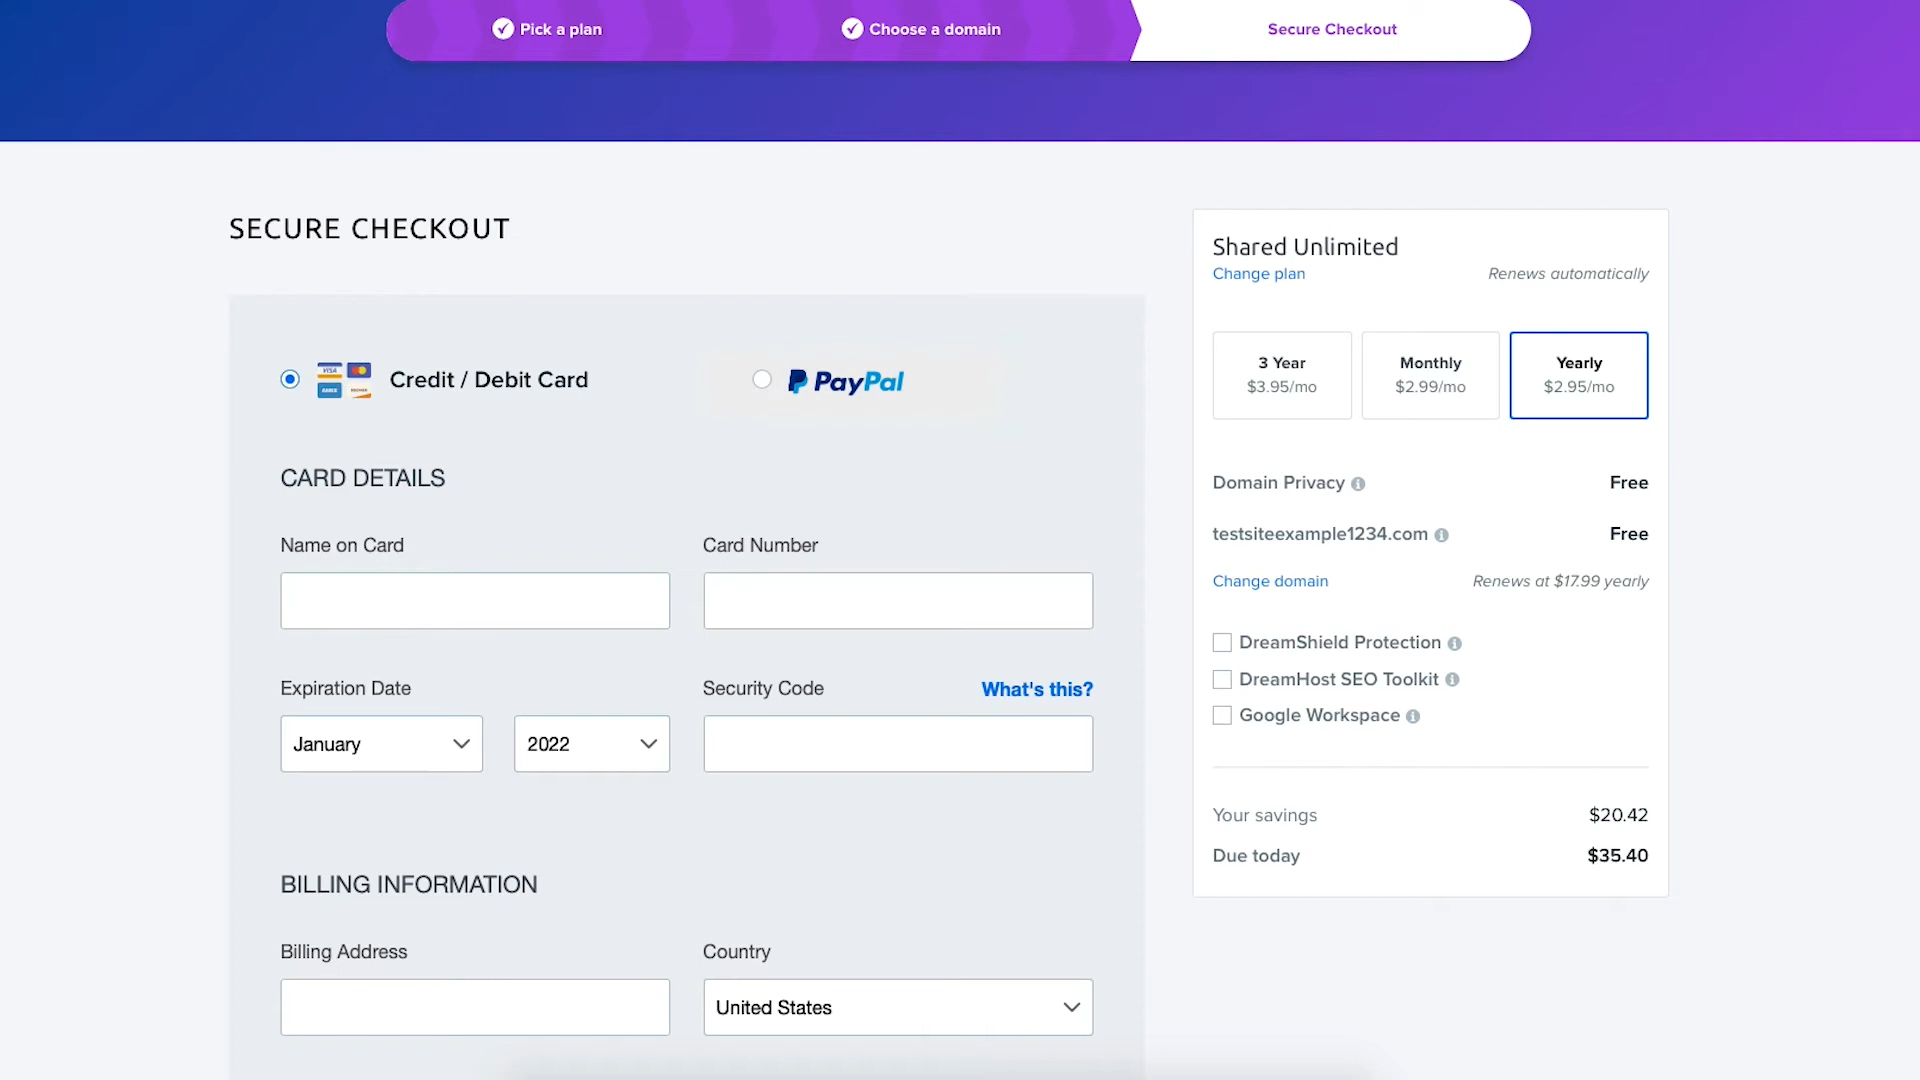 Pick a plan
Choose a domain
Secure Checkout
SECURE CHECKOUT
VISA
Credit / Debit Card
PayPal
CARD DETAILS
Name on Card
Card Number
Expiration Date
Security Code
What's this?
January
2022
BILLING INFORMATION
Billing Address
Country
United States
Shared Unlimited
Change plan
Renews automatically
3 Year
$3.95/mo
Monthly
$2.99/mo
Yearly
$2.95/mo
Domain Privacy
Free
testsiteexample1234.com
Free
Change domain
Renews at $17.99 yearly
DreamShield Protection
DreamHost SEO Toolkit
Google Workspace
Your savings
$20.42
Due today
$35.40